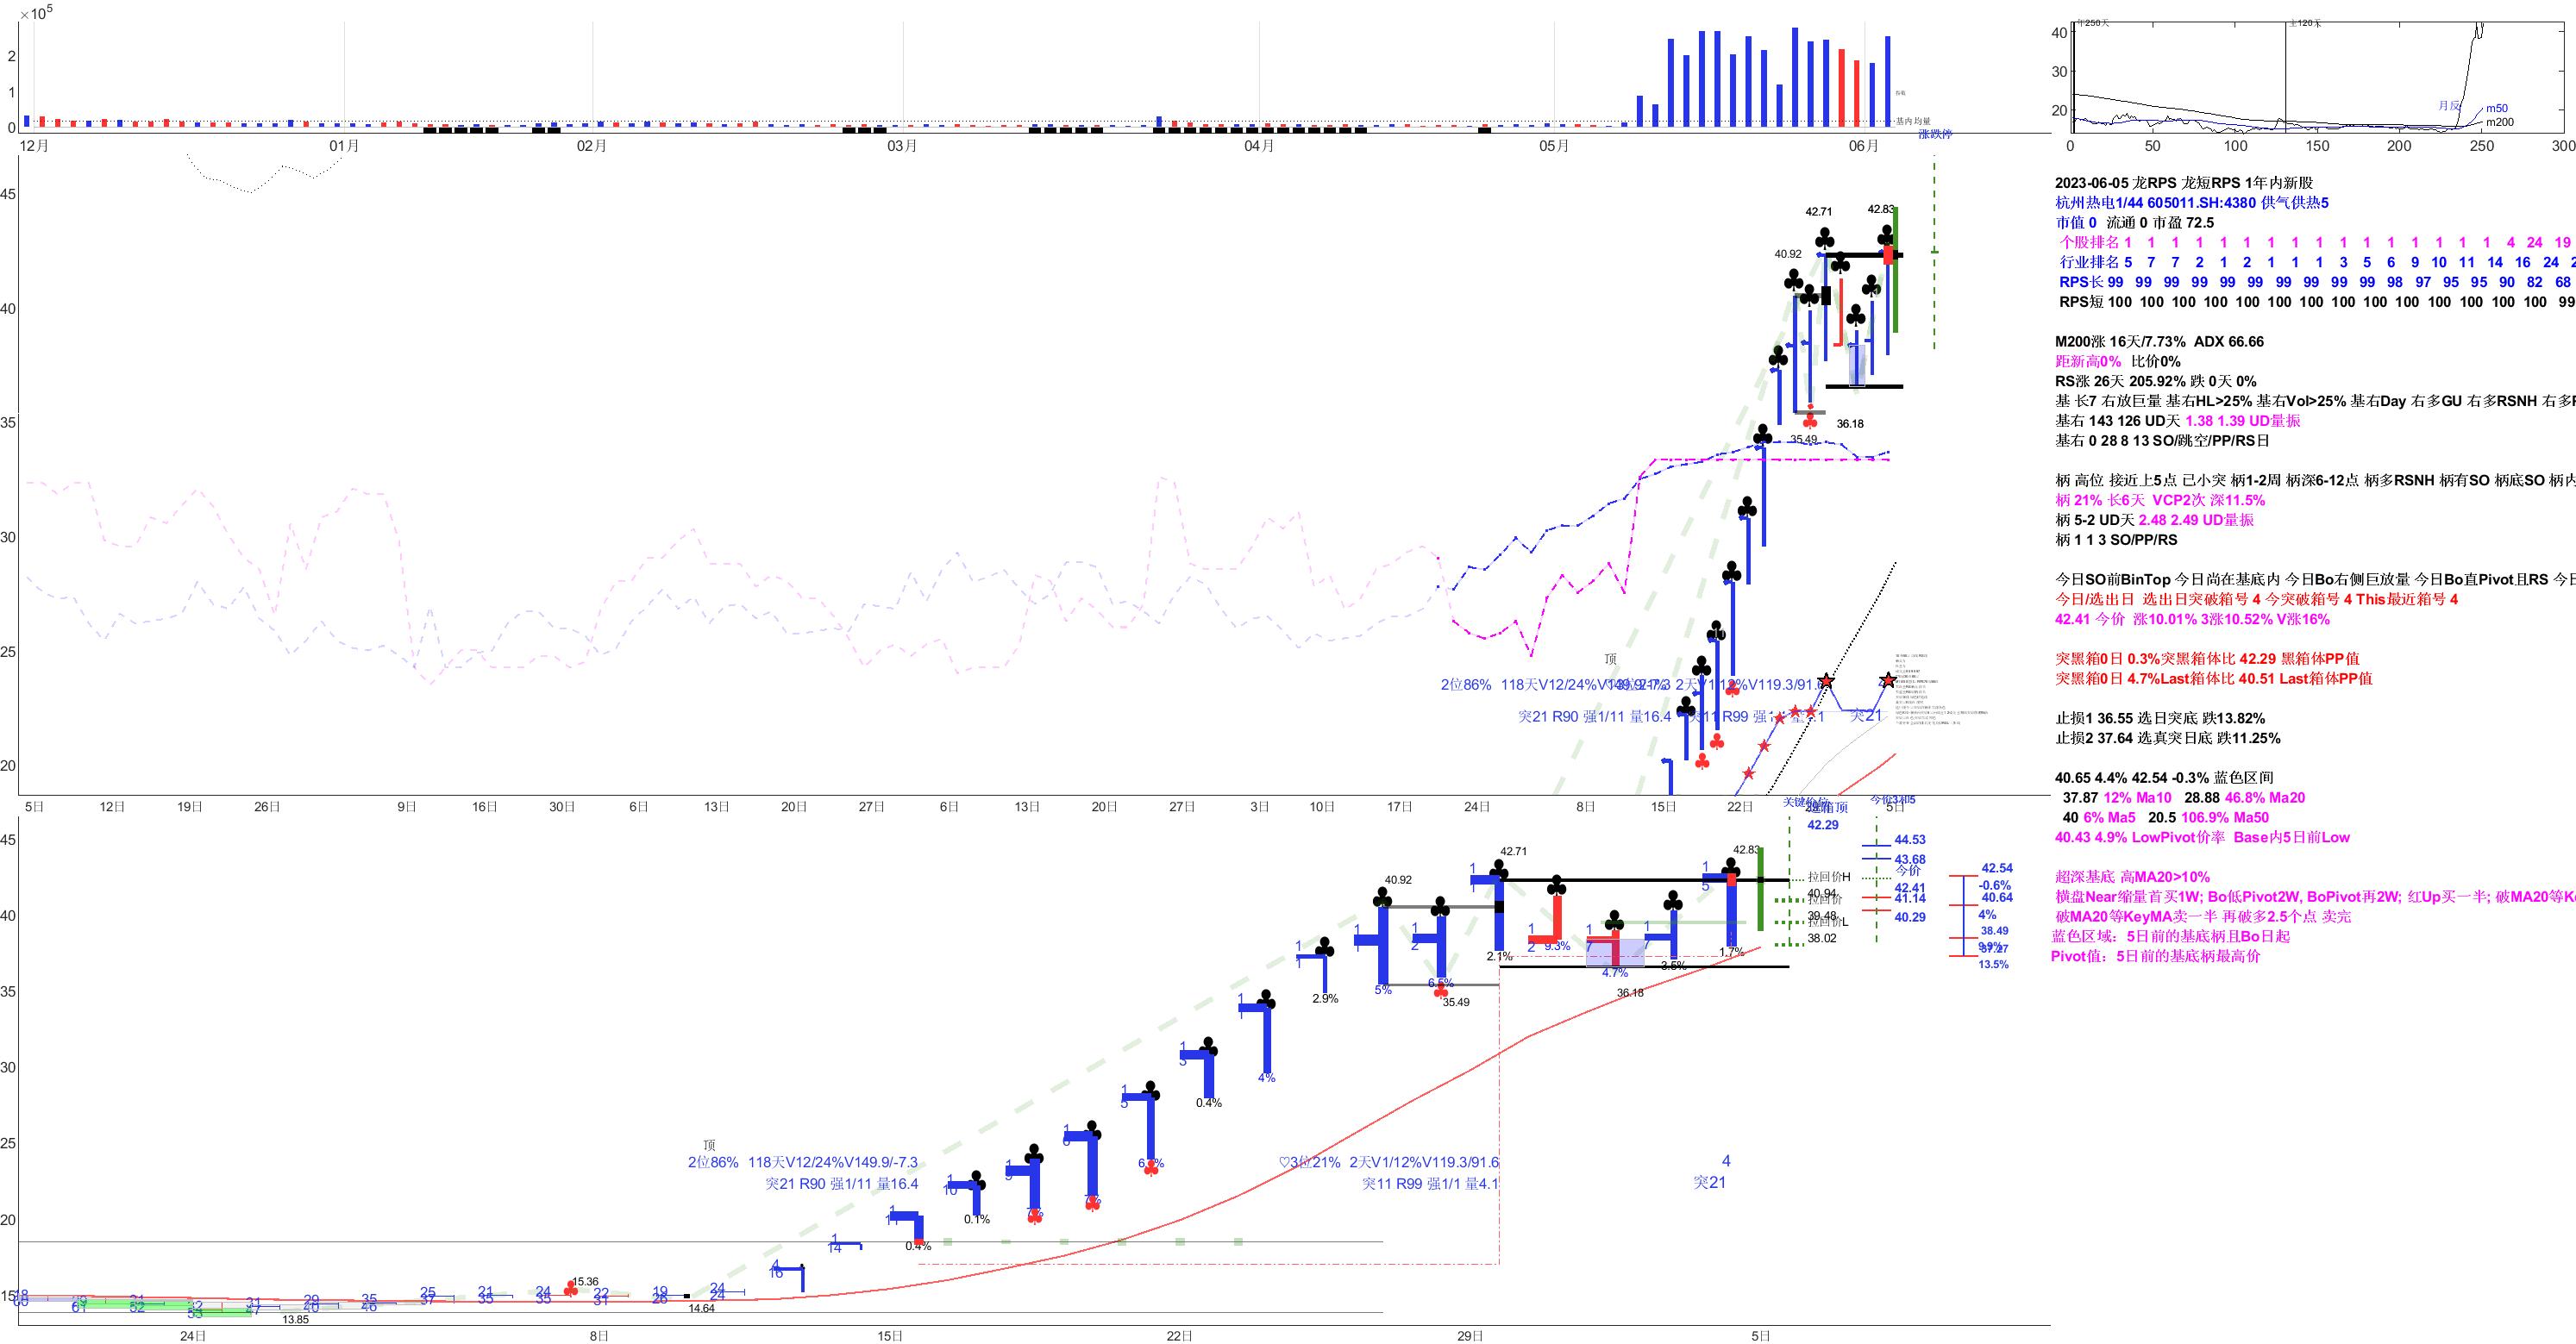 ×10⁵
2
1
0
基内均量
涨跌停
12月 01月 02月 03月 04月 05月 06月
年250天
主120天
40
30
20
月反
m50
m200
0 50 100 150 200 250 300
2023-06-05 龙RPS 龙短RPS 1年内新股
杭州热电1/44 605011.SH:4380 供气供热5
市值 0 流通 0 市盈 72.5
个股排名 1 1 1 1 1 1 1 1 1 1 1 1 1 1 1 1 4 24 19
行业排名 5 7 7 2 1 2 1 1 1 3 5 6 9 10 11 14 16 24
RPS长 99 99 99 99 99 99 99 99 99 99 98 97 95 95 90 82 68
RPS短 100 100 100 100 100 100 100 100 100 100 100 100 100 100 100 100 99
M200涨 16天/7.73% ADX 66.66
距新高0% 比价0%
RS涨 26天 205.92% 跌 0天 0%
基 长7 右放巨量 基右HL>25% 基右Vol>25% 基右Day 右多GU 右多RSNH
基右 143 126 UD天 1.38 1.39 UD量振
基右 0 28 8 13 SO/跳空/PP/RS日
柄 高位 接近上5点 已小突 柄1-2周 柄深6-12点 柄多RSNH 柄有SO 柄底SO
柄 21% 长6天 VCP2次 深11.5%
柄 5-2 UD天 2.48 2.49 UD量振
柄 1 1 3 SO/PP/RS
今日SO前BinTop 今日尚在基底内 今日Bo右侧巨放量 今日Bo直Pivot且RS
今日/选出日 选出日突破箱号 4 今突破箱号 4 This最近箱号 4
42.41 今价 涨10.01% 3涨10.52% V涨16%
突黑箱0日 0.3%突黑箱体比 42.29 黑箱体PP值
突黑箱0日 4.7%Last箱体比 40.51 Last箱体PP值
止损1 36.55 选日突底 跌13.82%
止损2 37.64 选真突日底 跌11.25%
40.65 4.4% 42.54 -0.3% 蓝色区间
37.87 12% Ma10 28.88 46.8% Ma20
40 6% Ma5 20.5 106.9% Ma50
40.43 4.9% LowPivot价率 Base内5日前Low
超深基底 高MA20>10%
横盘Near缩量首买1W; Bo低Pivot2W, BoPivot再2W; 红Up买一半; 破MA20等
破MA20等KeyMA卖一半 再破多2.5个点 卖完
蓝色区域：5日前的基底柄且Bo日起
Pivot值：5日前的基底柄最高价
45
40
35
30
25
20
42.71
42.83
40.92
35.49
36.18
顶
2位86% 118天V12/24%V149.9/-7.3
突21 R90 强1/11 量16.4
突21
5日 12日 19日 26日 9日 16日 30日 6日 13日 20日 27日 6日 13日 20日 27日 3日 10日 17日 24日 8日 15日 22日 5日
45
40
35
30
25
20
15
42.29
拉回价H
40.94
拉回价
39.48
拉回价L
38.02
44.53
43.68
今价
42.41
41.14
40.29
42.54
-0.6%
40.64
4%
38.49
13.5%
42.71
42.83
40.92
35.49
36.18
2.1%
9.3%
4.7%
3.5%
1.7%
5%
2.9%
4%
0.4%
0.1%
0.4%
顶
2位86% 118天V12/24%V149.9/-7.3
突21 R90 强1/11 量16.4
♡3位21% 2天V1/12%V119.3/91.6
突11 R99 强1/1 量4.1
4
突21
15.36
14.64
13.85
24日 8日 15日 22日 29日 5日